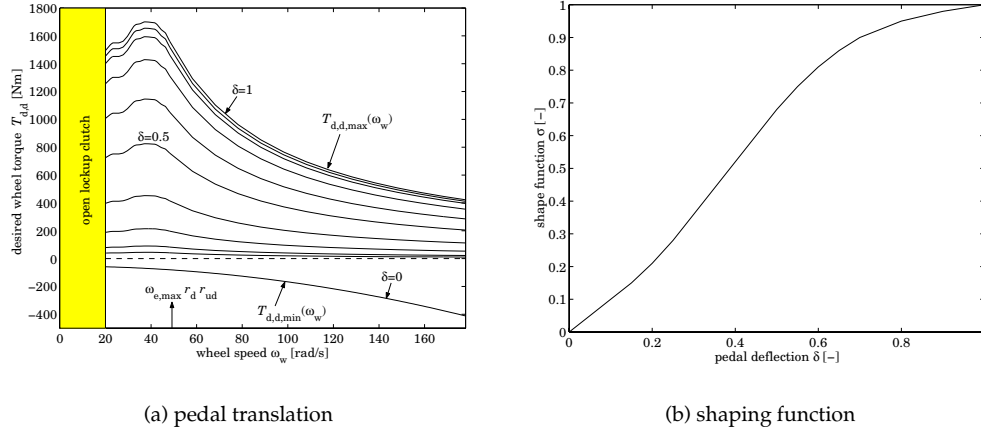 1800
1600
1400
1200
1000
800
600
400
200
0
−200
−400
desired wheel torque T_d,d [Nm]
open lockup clutch
δ=1
T_d,d,max(ω_w)
δ=0.5
δ=0
T_d,d,min(ω_w)
ω_e,max r_d r_ud
0 20 40 60 80 100 120 140 160
wheel speed ω_w [rad/s]
(a) pedal translation
1
0.9
0.8
0.7
0.6
0.5
0.4
0.3
0.2
0.1
0
shape function σ [−]
0 0.2 0.4 0.6 0.8
pedal deflection δ [−]
(b) shaping function